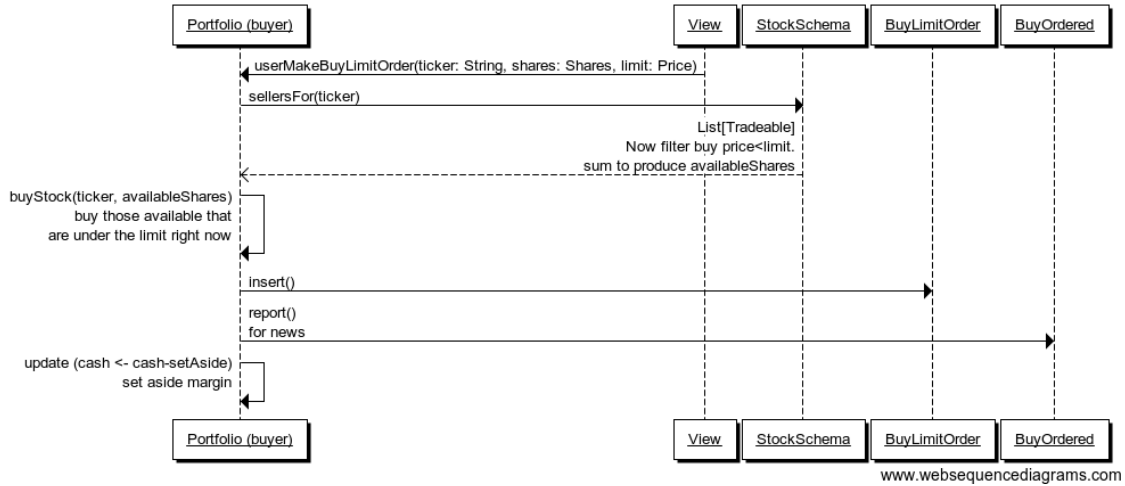 Portfolio (buyer)
View
StockSchema
BuyLimitOrder
BuyOrdered
userMakeBuyLimitOrder(ticker: String, shares: Shares, limit: Price)
sellersFor(ticker)
List[Tradeable]
Now filter buy price<limit.
sum to produce availableShares
buyStock(ticker, availableShares)
buy those available that
are under the limit right now
insert()
report()
for news
update (cash <- cash-setAside)
set aside margin
Portfolio (buyer)
View
StockSchema
BuyLimitOrder
BuyOrdered
www.websequencediagrams.com